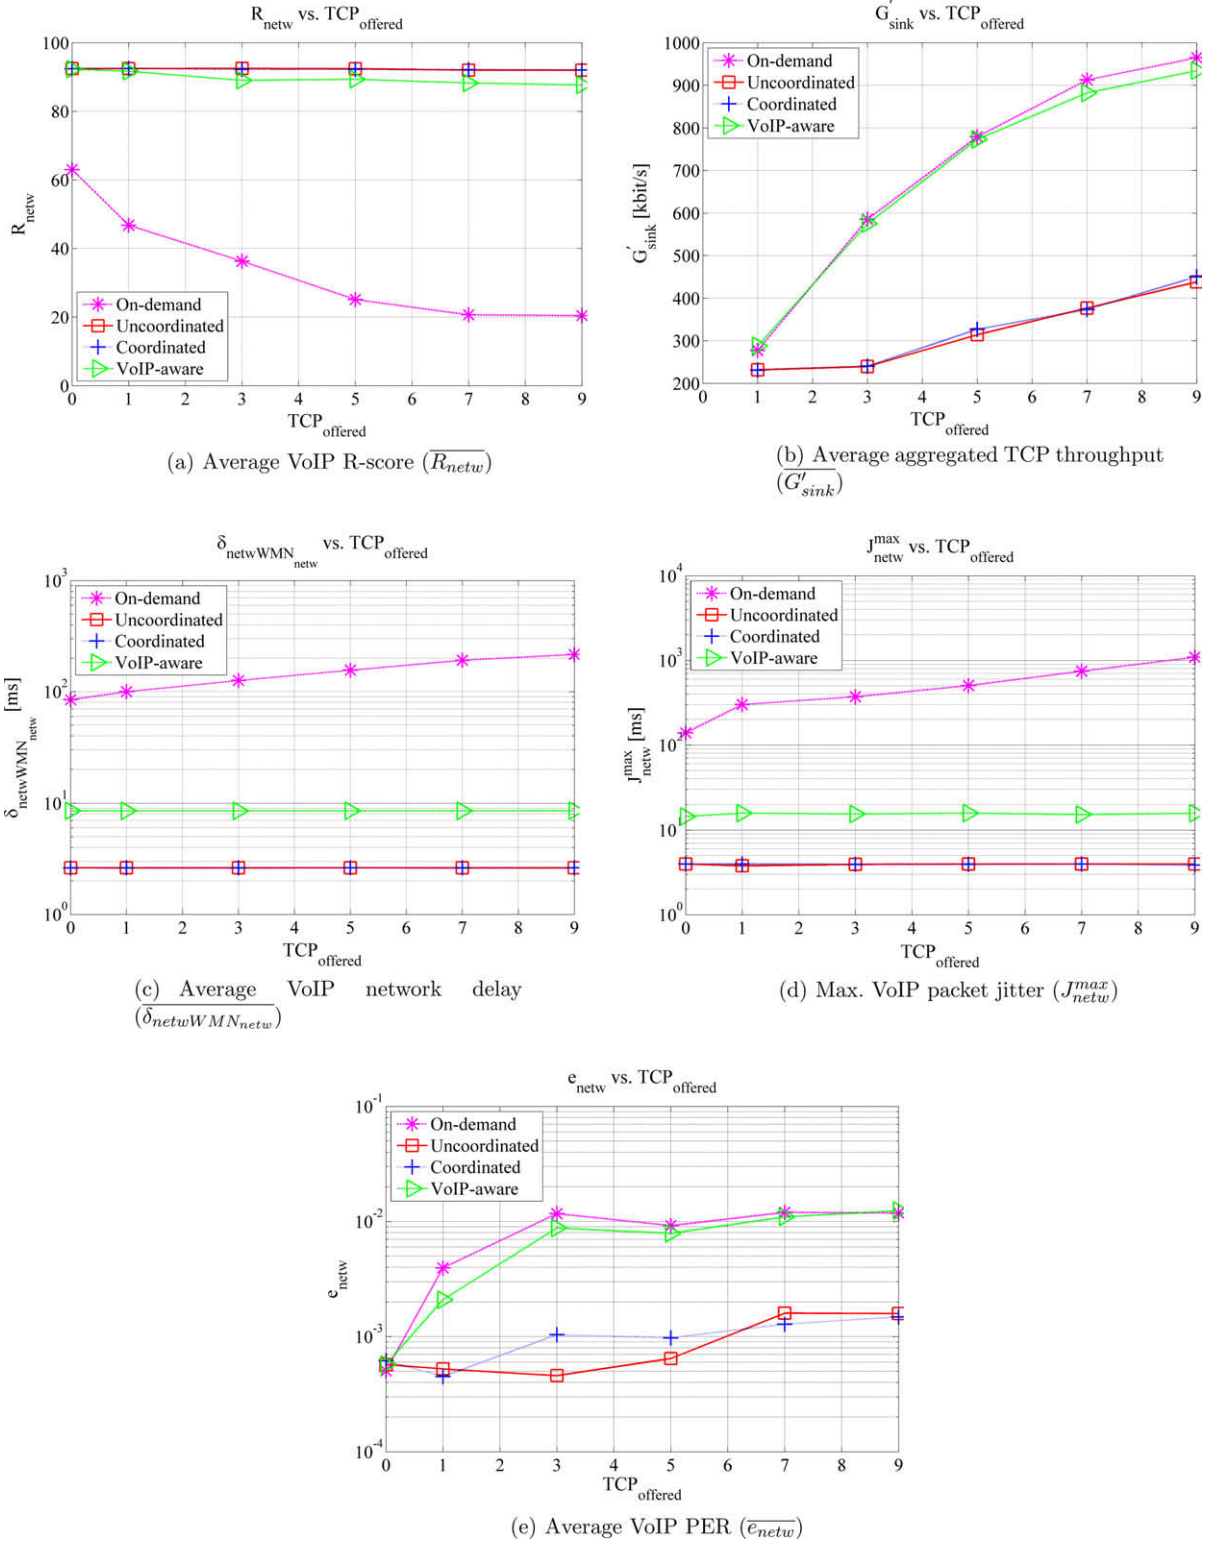 R_netw vs. TCP_offered
100
80
60
40
20
0
R_netw
On-demand
Uncoordinated
Coordinated
VoIP-aware
0 1 2 3 4 5 6 7 8 9
TCP_offered
(a) Average VoIP R-score (R_netw)
G'_sink vs. TCP_offered
1000
900
800
700
600
500
400
300
200
G'_sink [kbit/s]
On-demand
Uncoordinated
Coordinated
VoIP-aware
0 1 2 3 4 5 6 7 8 9
TCP_offered
(b) Average aggregated TCP throughput
(G'_sink)
δ_netwWMN_netw vs. TCP_offered
10^3
10^2
10^1
10^0
δ_netwWMN_netw [ms]
On-demand
Uncoordinated
Coordinated
VoIP-aware
0 1 2 3 4 5 6 7 8 9
TCP_offered
(c) Average VoIP network delay
(δ_netwWMN_netw)
J^max_netw vs. TCP_offered
10^4
10^3
10^2
10^1
10^0
J^max_netw [ms]
On-demand
Uncoordinated
Coordinated
VoIP-aware
0 1 2 3 4 5 6 7 8 9
TCP_offered
(d) Max. VoIP packet jitter (J^max_netw)
e_netw vs. TCP_offered
10^-1
10^-2
10^-3
10^-4
e_netw
On-demand
Uncoordinated
Coordinated
VoIP-aware
0 1 2 3 4 5 6 7 8 9
TCP_offered
(e) Average VoIP PER (e_netw)